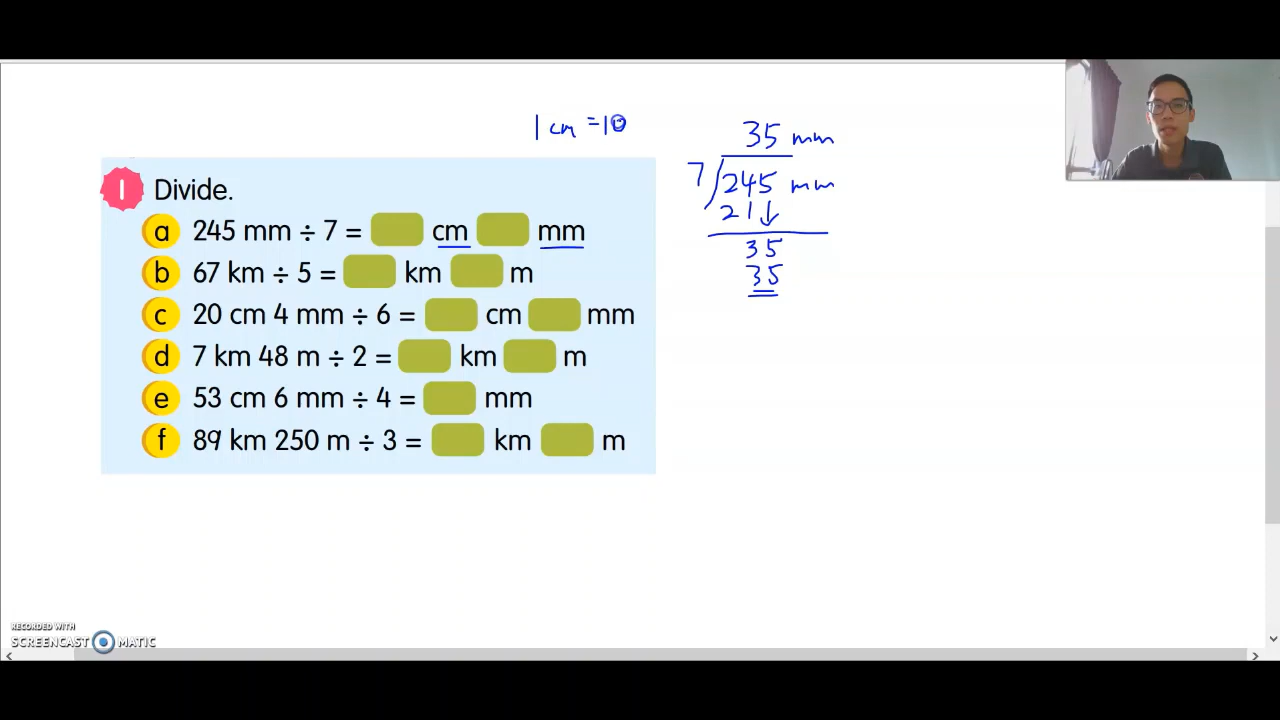 1 cm = 10
35 mm
7 245 mm
21
35
35
1 Divide.
a 245 mm ÷ 7 = cm mm
b 67 km ÷ 5 = km m
c 20 cm 4 mm ÷ 6 = cm mm
d 7 km 48 m ÷ 2 = km m
e 53 cm 6 mm ÷ 4 = mm
f 89 km 250 m ÷ 3 = km m
RECORDED WITH
SCREENCAST MATIC